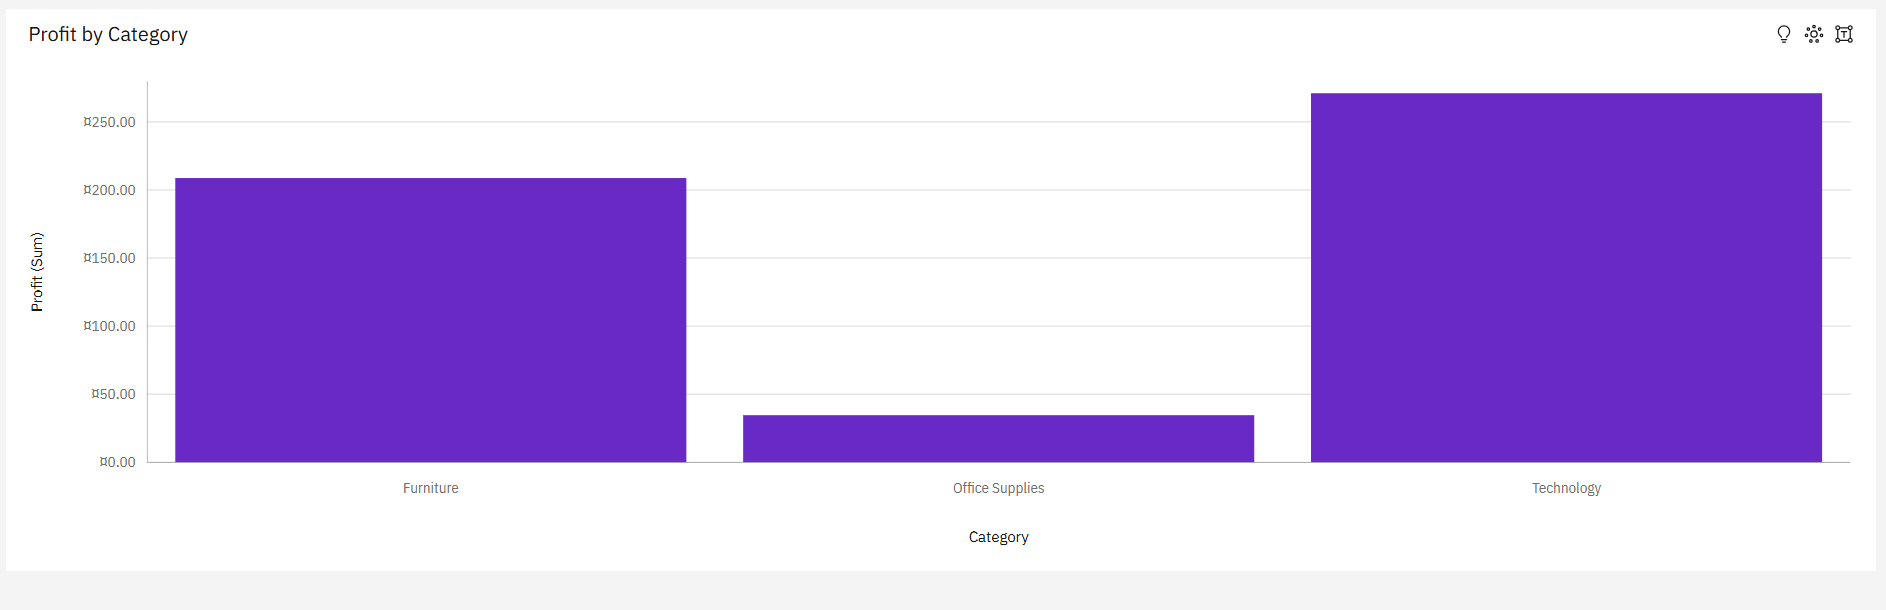 Profit by Category
¤250.00
¤200.00
¤150.00
¤100.00
¤50.00
¤0.00
Profit (Sum)
Furniture
Office Supplies
Technology
Category